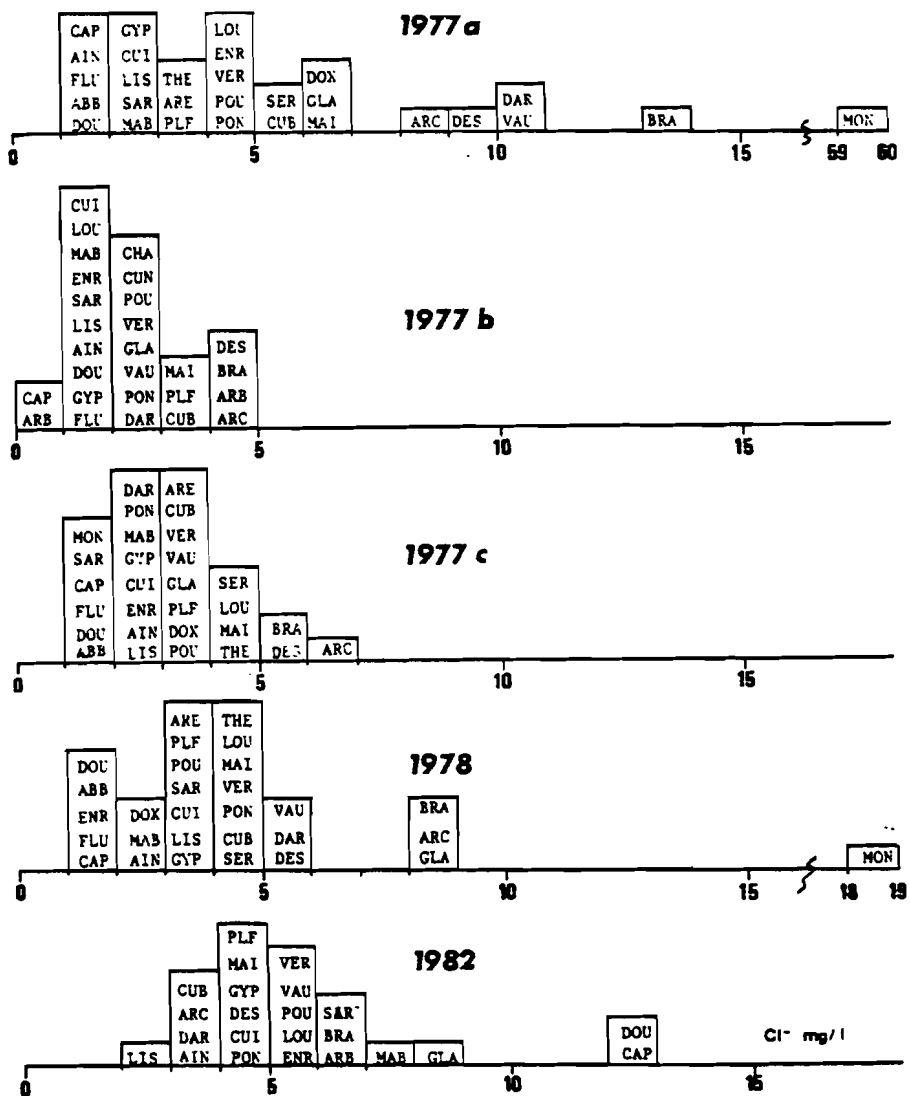 1977 a
CAP GYP LOU
AIN CUI ENR
FLU LIS THE VER DOX
ABB SAR ARE POU SER GLA DAR
DOU MAB PLF PON CUB MAI ARC DES VAU BRA MON
0 5 10 15 59 60
1977 b
CUI
LOU
MAB CHA
ENR CUN
SAR POU
LIS VER
AIN GLA DES
DOU VAU MAI BRA
CAP GYP PON PLF ARB
ARB FLU DAR CUB ARC
0 5 10 15
1977 c
DAR ARE
PON CUB
MON MAB VER
SAR GYP VAU
CAP CUI GLA SER
FLU ENR PLF LOU
DOU AIN DOX MAI BRA
ABB LIS POU THE DES ARC
0 5 10 15
1978
ARE THE
PLF LOU
DOU POU MAI
ABB SAR VER
ENR DOX CUI PON VAU BRA
FLU MAB LIS CUB DAR ARC
CAP AIN GYP SER DES GLA MON
0 5 10 15 18 19
1982
PLF
MAI VER
CUB GYP VAU
ARC DES POU SAR
DAR CUI LOU BRA DOU Cl⁻ mg/l
LIS AIN PON ENR ARB MAB GLA CAP
0 5 10 15